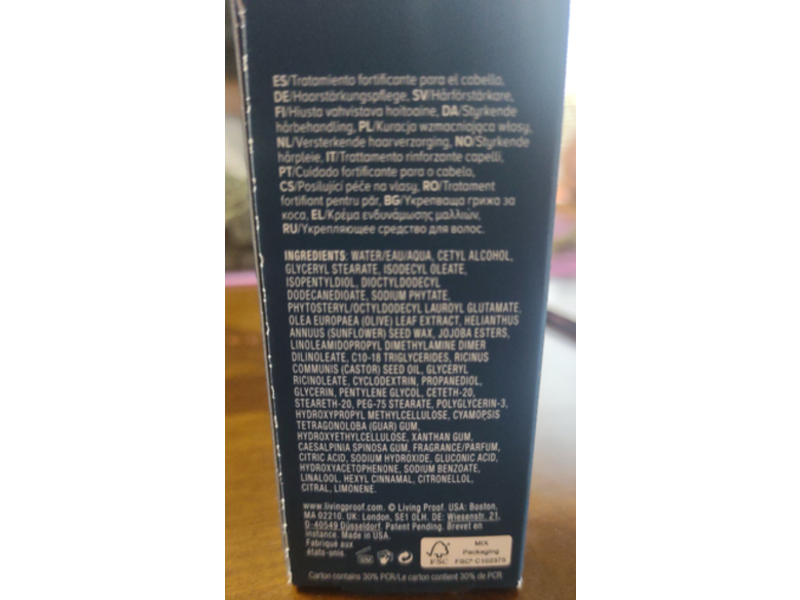 ES/Tratamiento fortificante para el cabello,
DE/Haarstärkungspflege, SV/Hårförstärkare,
FI/Hiusta vahvistava hoitoaine, DA/Styrkende
hårbehandling, PL/Kuracja wzmacniająca włosy,
NL/Versterkende haarverzorging, NO/Styrkende
hårpleie, IT/Trattamento rinforzante capelli,
PT/Cuidado fortificante para o cabelo,
CS/Posilující péče na vlasy, RO/Tratament
fortifiant pentru păr, BG/Укрепваща грижа за
коса, EL/Κρέμα ενδυνάμωσης μαλλιών,
RU/Укрепляющее средство для волос.
INGREDIENTS: WATER/EAU/AQUA, CETYL ALCOHOL,
GLYCERYL STEARATE, ISODECYL OLEATE,
ISOPENTYLDIOL, DIOCTYLDODECYL
DODECANEDIOATE, SODIUM PHYTATE,
PHYTOSTERYL/OCTYLDODECYL LAUROYL GLUTAMATE,
OLEA EUROPAEA (OLIVE) LEAF EXTRACT, HELIANTHUS
ANNUUS (SUNFLOWER) SEED WAX, JOJOBA ESTERS,
LINOLEAMIDOPROPYL DIMETHYLAMINE DIMER
DILINOLEATE, C10-18 TRIGLYCERIDES, RICINUS
COMMUNIS (CASTOR) SEED OIL, GLYCERYL
RICINOLEATE, CYCLODEXTRIN, PROPANEDIOL,
GLYCERIN, PENTYLENE GLYCOL, CETETH-20,
STEARETH-20, PEG-75 STEARATE, POLYGLYCERIN-3,
HYDROXYPROPYL METHYLCELLULOSE, CYAMOPSIS
TETRAGONOLOBA (GUAR) GUM,
HYDROXYETHYLCELLULOSE, XANTHAN GUM,
CAESALPINIA SPINOSA GUM, FRAGRANCE/PARFUM,
CITRIC ACID, SODIUM HYDROXIDE, GLUCONIC ACID,
HYDROXYACETOPHENONE, SODIUM BENZOATE,
LINALOOL, HEXYL CINNAMAL, CITRONELLOL,
CITRAL, LIMONENE.
www.livingproof.com. © Living Proof. USA: Boston,
MA 02210. UK: London, SE1 0LH. DE: Wiesenstr. 21,
D-40549 Düsseldorf. Patent Pending. Brevet en
instance. Made in USA.
Fabriqué aux
états-unis.
FSC
MIX
Packaging
FSC® C102375
Carton contains 30% PCR/Le carton contient 30% de PCR